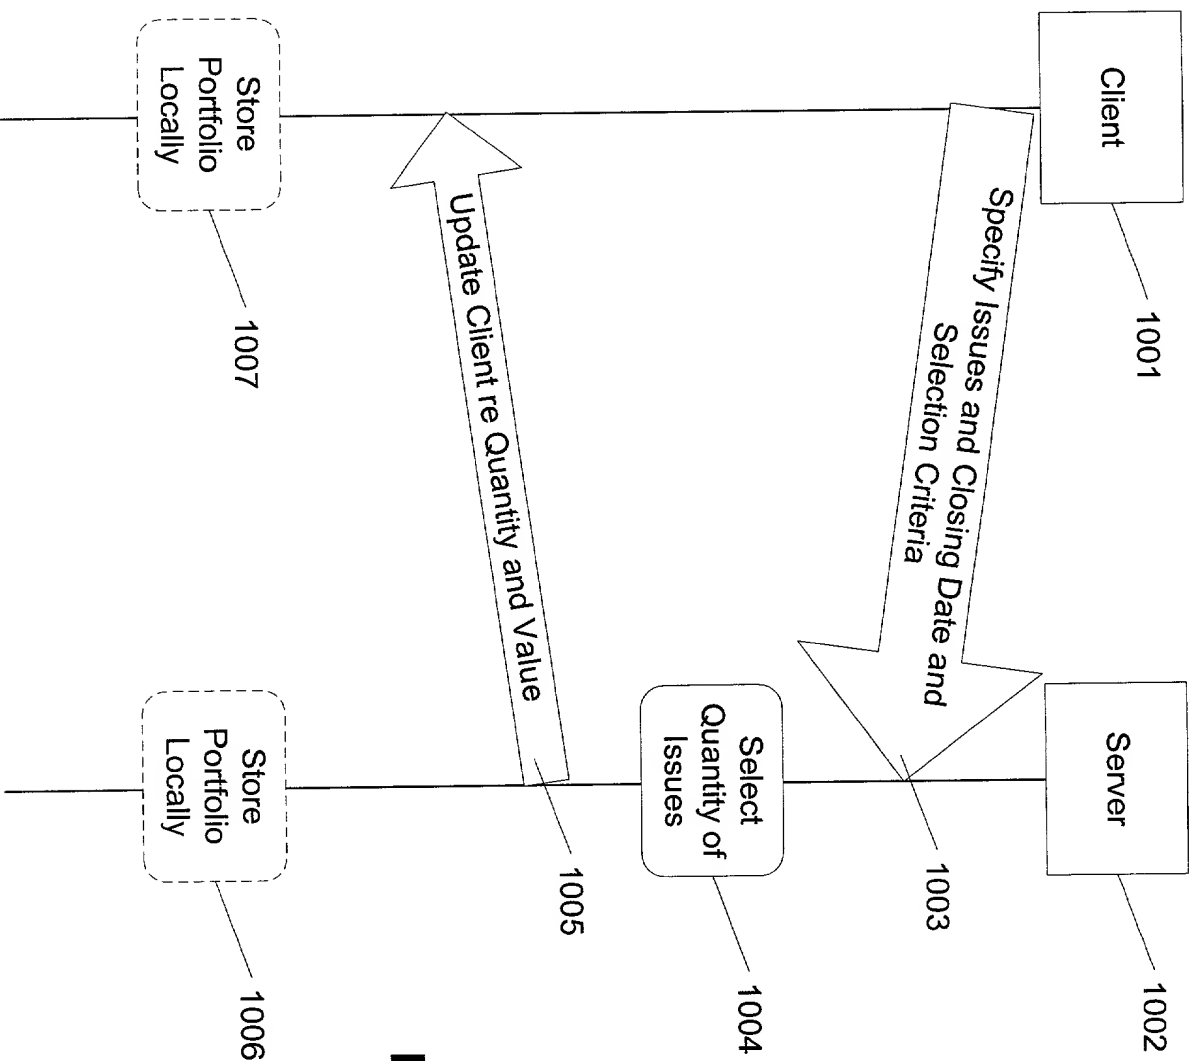 Client
1001
Server
1002
Specify Issues and Closing Date and
Selection Criteria
1003
Select
Quantity of
Issues
1004
Update Client re Quantity and Value
1005
Store
Portfolio
Locally
1007
Store
Portfolio
Locally
1006